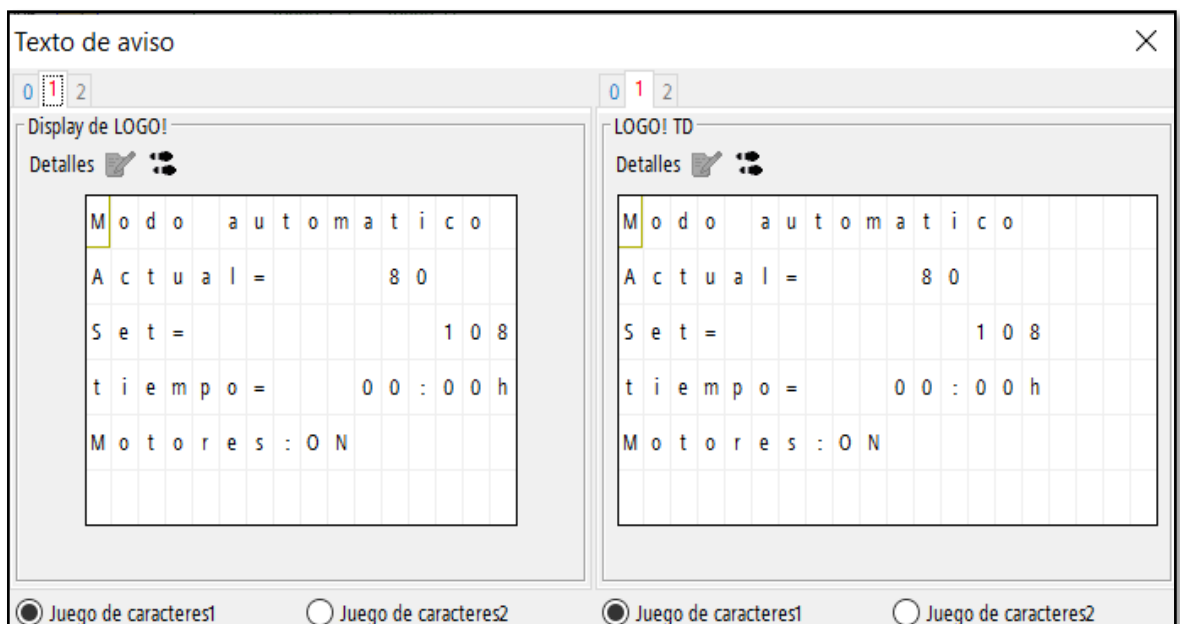 Texto de aviso
0 1 2
Display de LOGO!
Detalles
Modo automatico
Actual= 80
Set= 108
tiempo= 00:00h
Motores:ON
Juego de caracteres1 Juego de caracteres2
0 1 2
LOGO! TD
Detalles
Modo automatico
Actual= 80
Set= 108
tiempo= 00:00h
Motores:ON
Juego de caracteres1 Juego de caracteres2